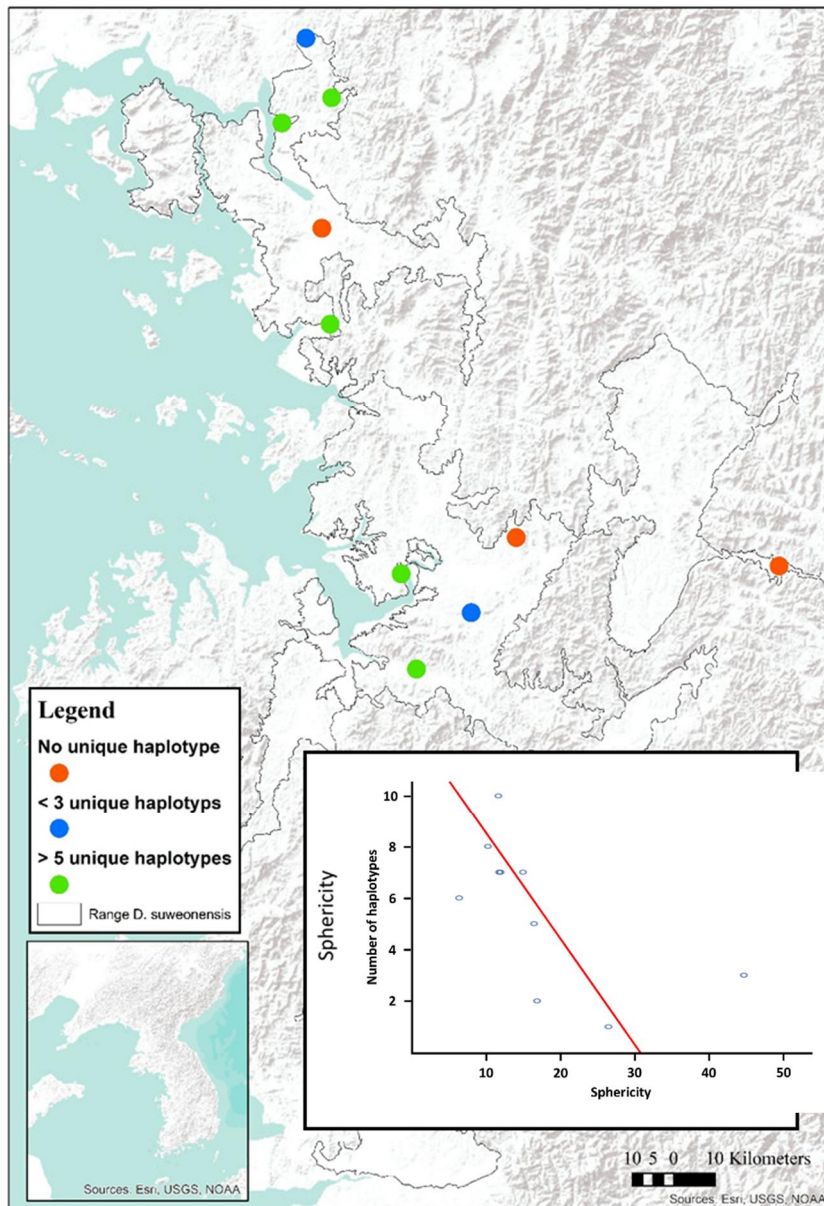 Legend
No unique haplotype
< 3 unique haplotyps
> 5 unique haplotypes
Range D. suweonensis
Sphericity
Number of haplotypes
10
8
6
4
2
10 20 30 40 50
Sphericity
Sources: Esri, USGS, NOAA
10 5 0 10 Kilometers
Sources: Esri, USGS, NOAA